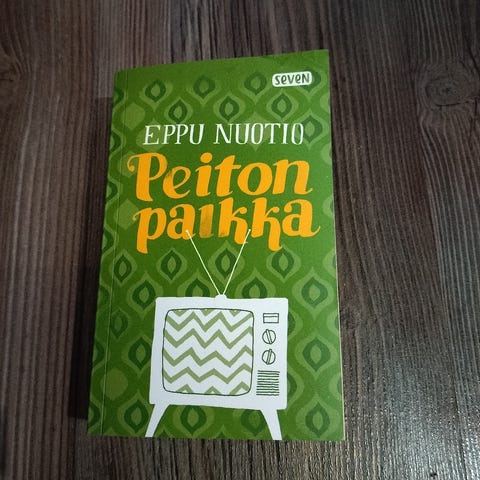 seven
EPPU NUOTIO
Peiton
paikka